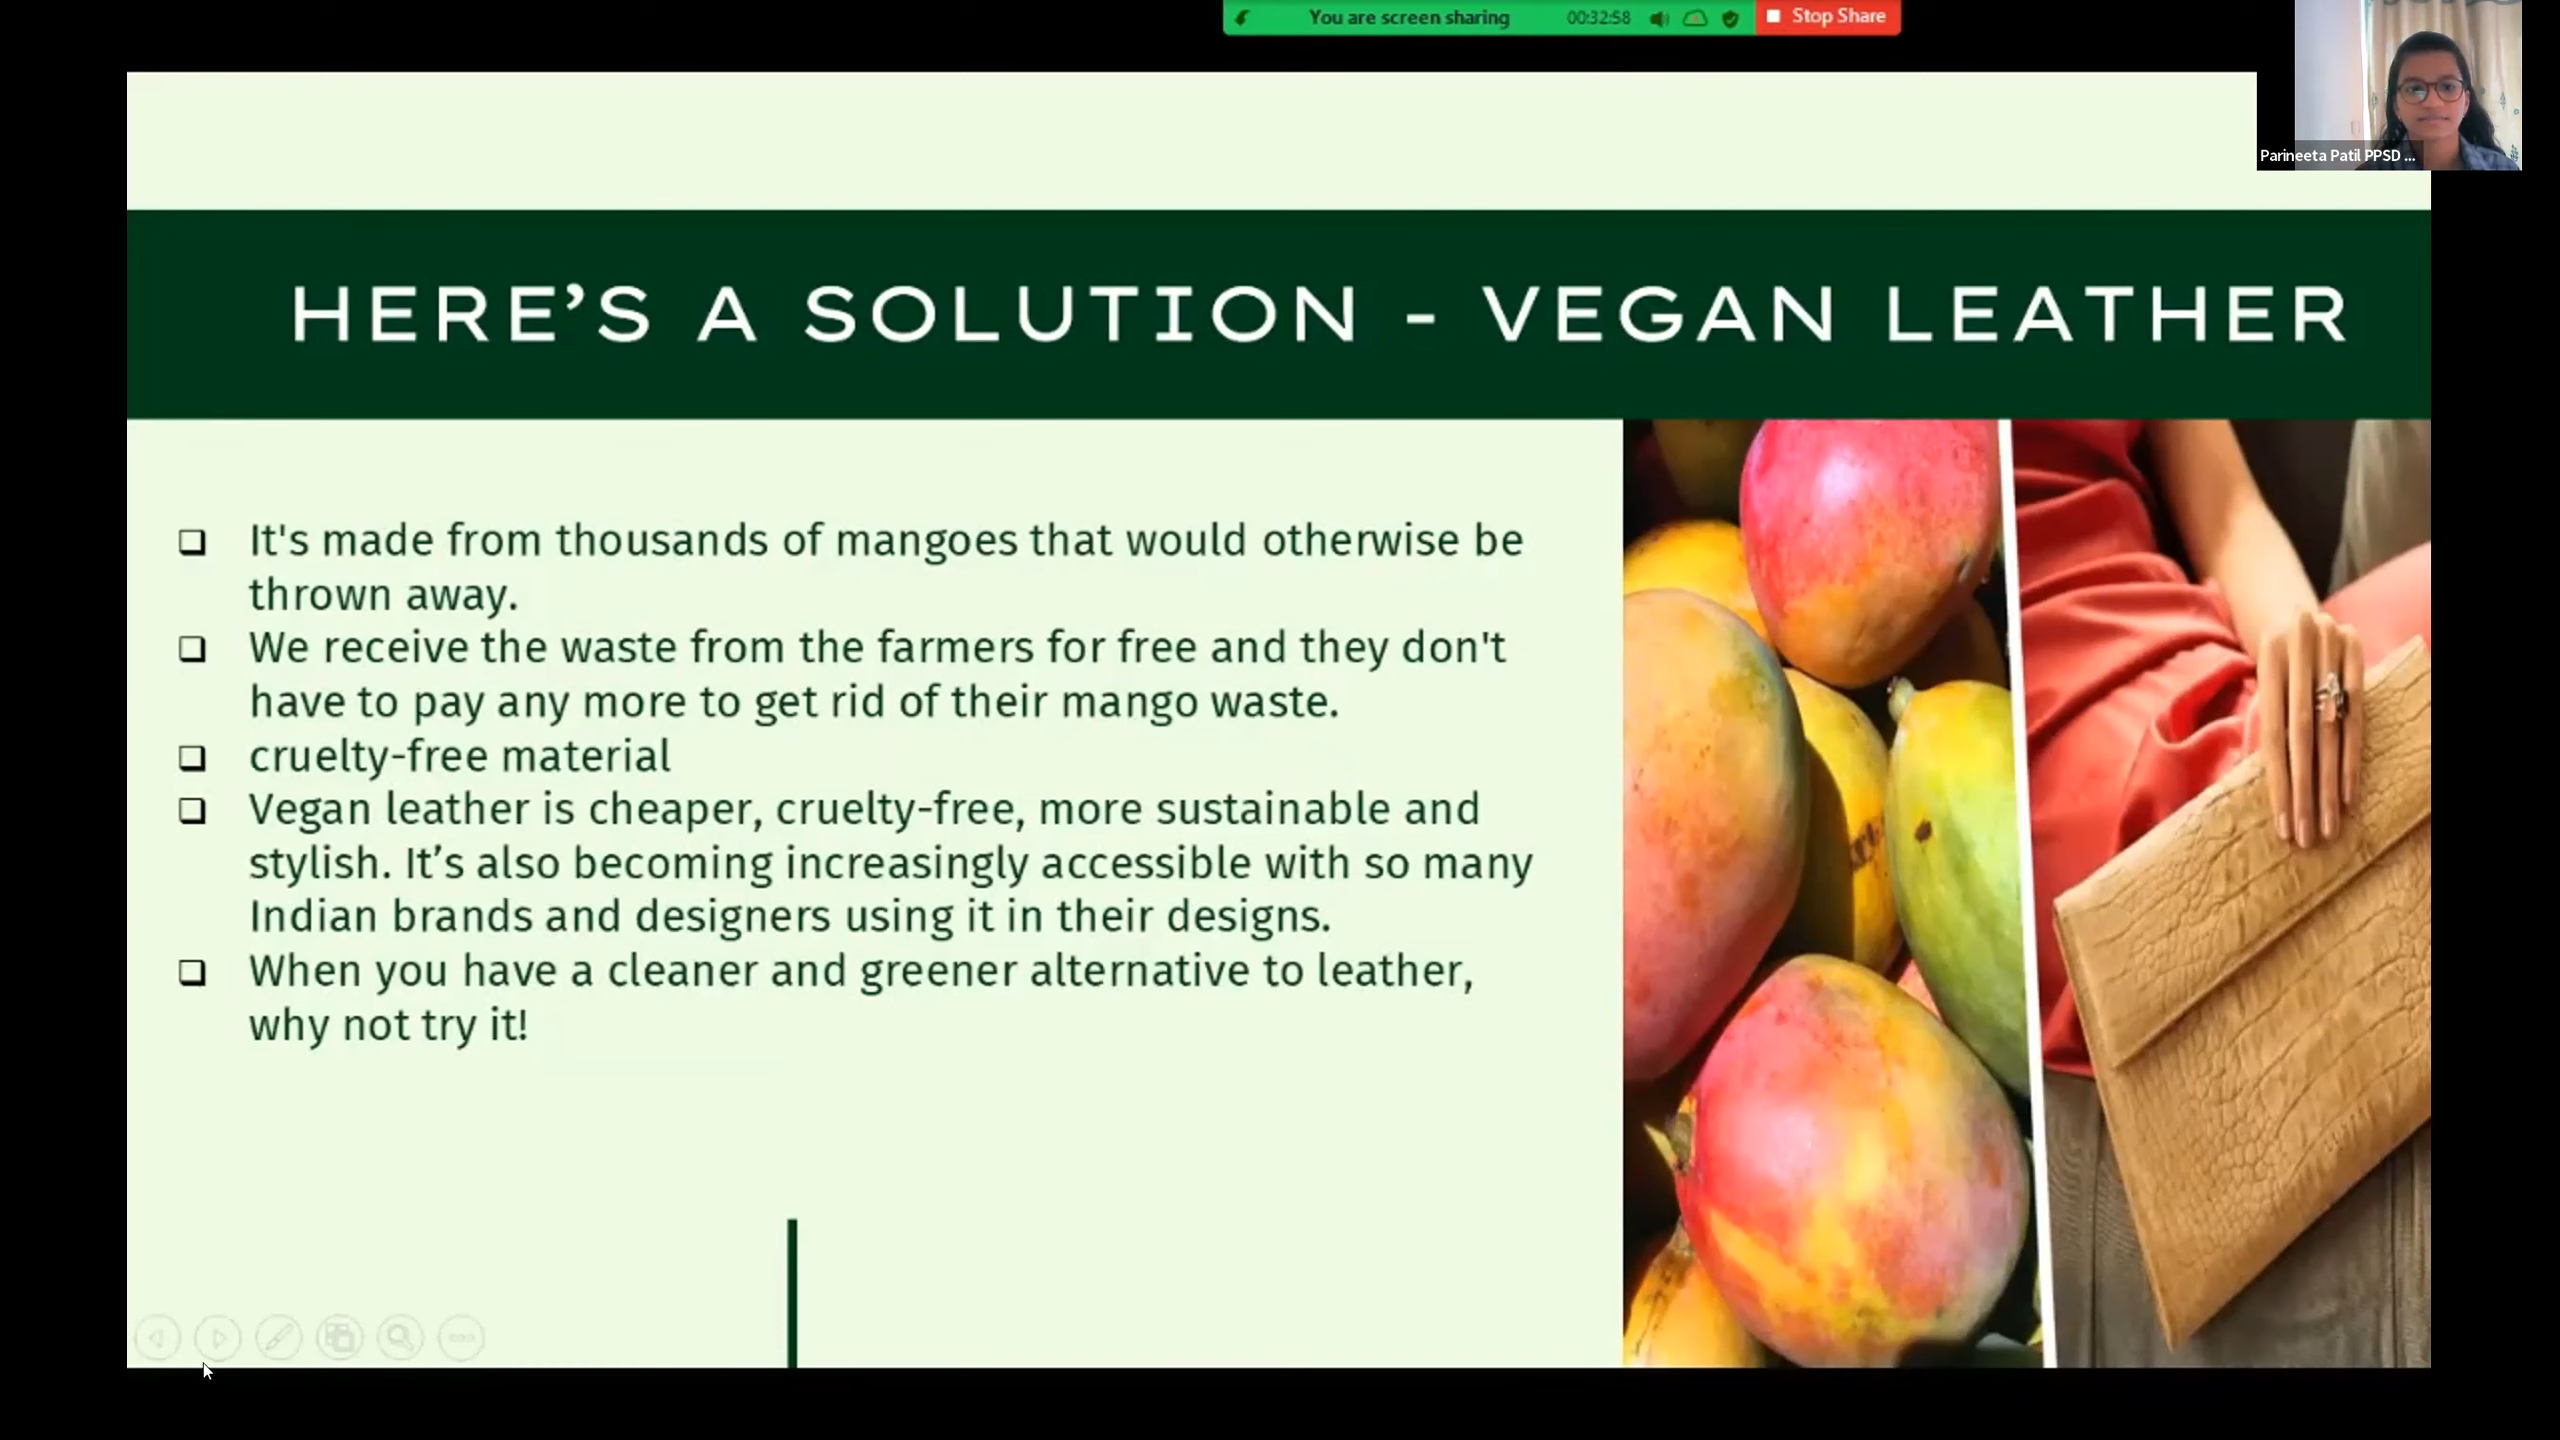 You are screen sharing 00:32:58 Stop Share
Parineeta Patil PPSD ...
HERE’S A SOLUTION - VEGAN LEATHER
It's made from thousands of mangoes that would otherwise be
thrown away.
We receive the waste from the farmers for free and they don't
have to pay any more to get rid of their mango waste.
cruelty-free material
Vegan leather is cheaper, cruelty-free, more sustainable and
stylish. It’s also becoming increasingly accessible with so many
Indian brands and designers using it in their designs.
When you have a cleaner and greener alternative to leather,
why not try it!